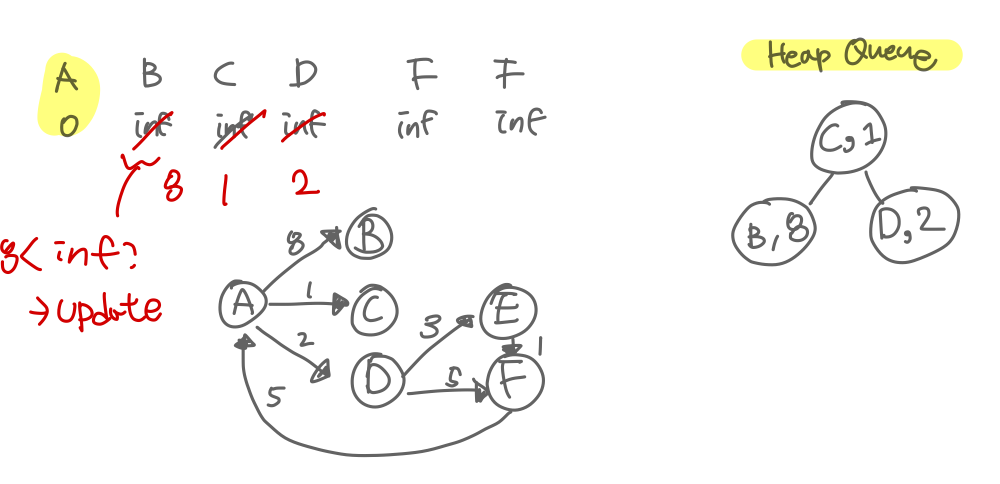 Heap Queue
A B C D F F
0 inf inf inf inf inf
8 1 2
8< inf?
→ update
C,1
B,8 D,2
8 B
A 1 C 3 E
2 D 5 F 1
5